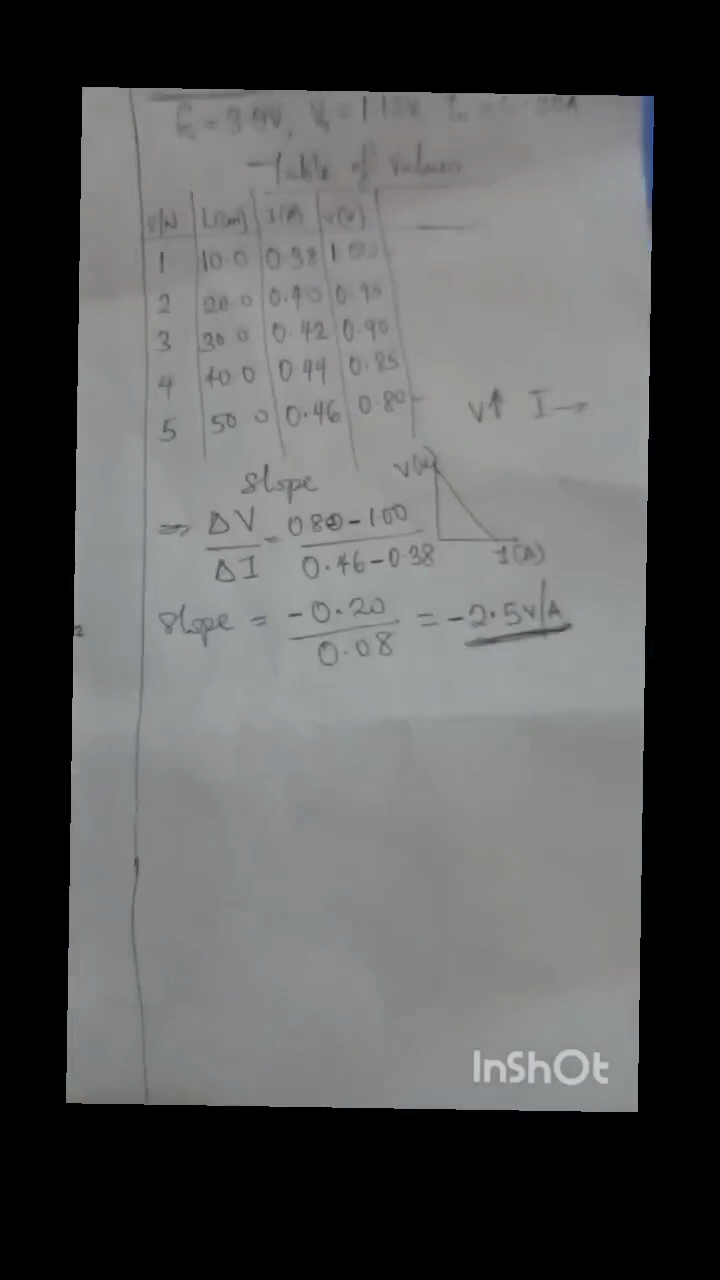 Table of values
S/N L(cm) I(A) V(V)
1 10.0 0.38 1.00
2 20.0 0.40 0.90
3 30.0 0.42 0.90
4 40.0 0.44 0.85
5 50.0 0.46 0.80
V↑ I→
Slope
V(V)
⇒ ΔV/ΔI = 0.80-1.00/0.46-0.38
I(A)
Slope = -0.20/0.08 = -2.5V/A
InShOt